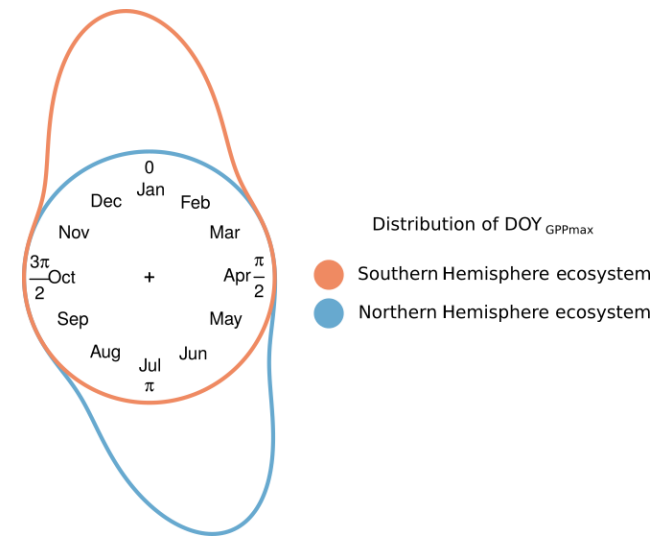 0
Jan
Dec
Feb
Nov
Mar
3π
2
Oct
+
Apr
π
2
Sep
May
Aug
Jun
Jul
π
Distribution of DOY GPPmax
Southern Hemisphere ecosystem
Northern Hemisphere ecosystem